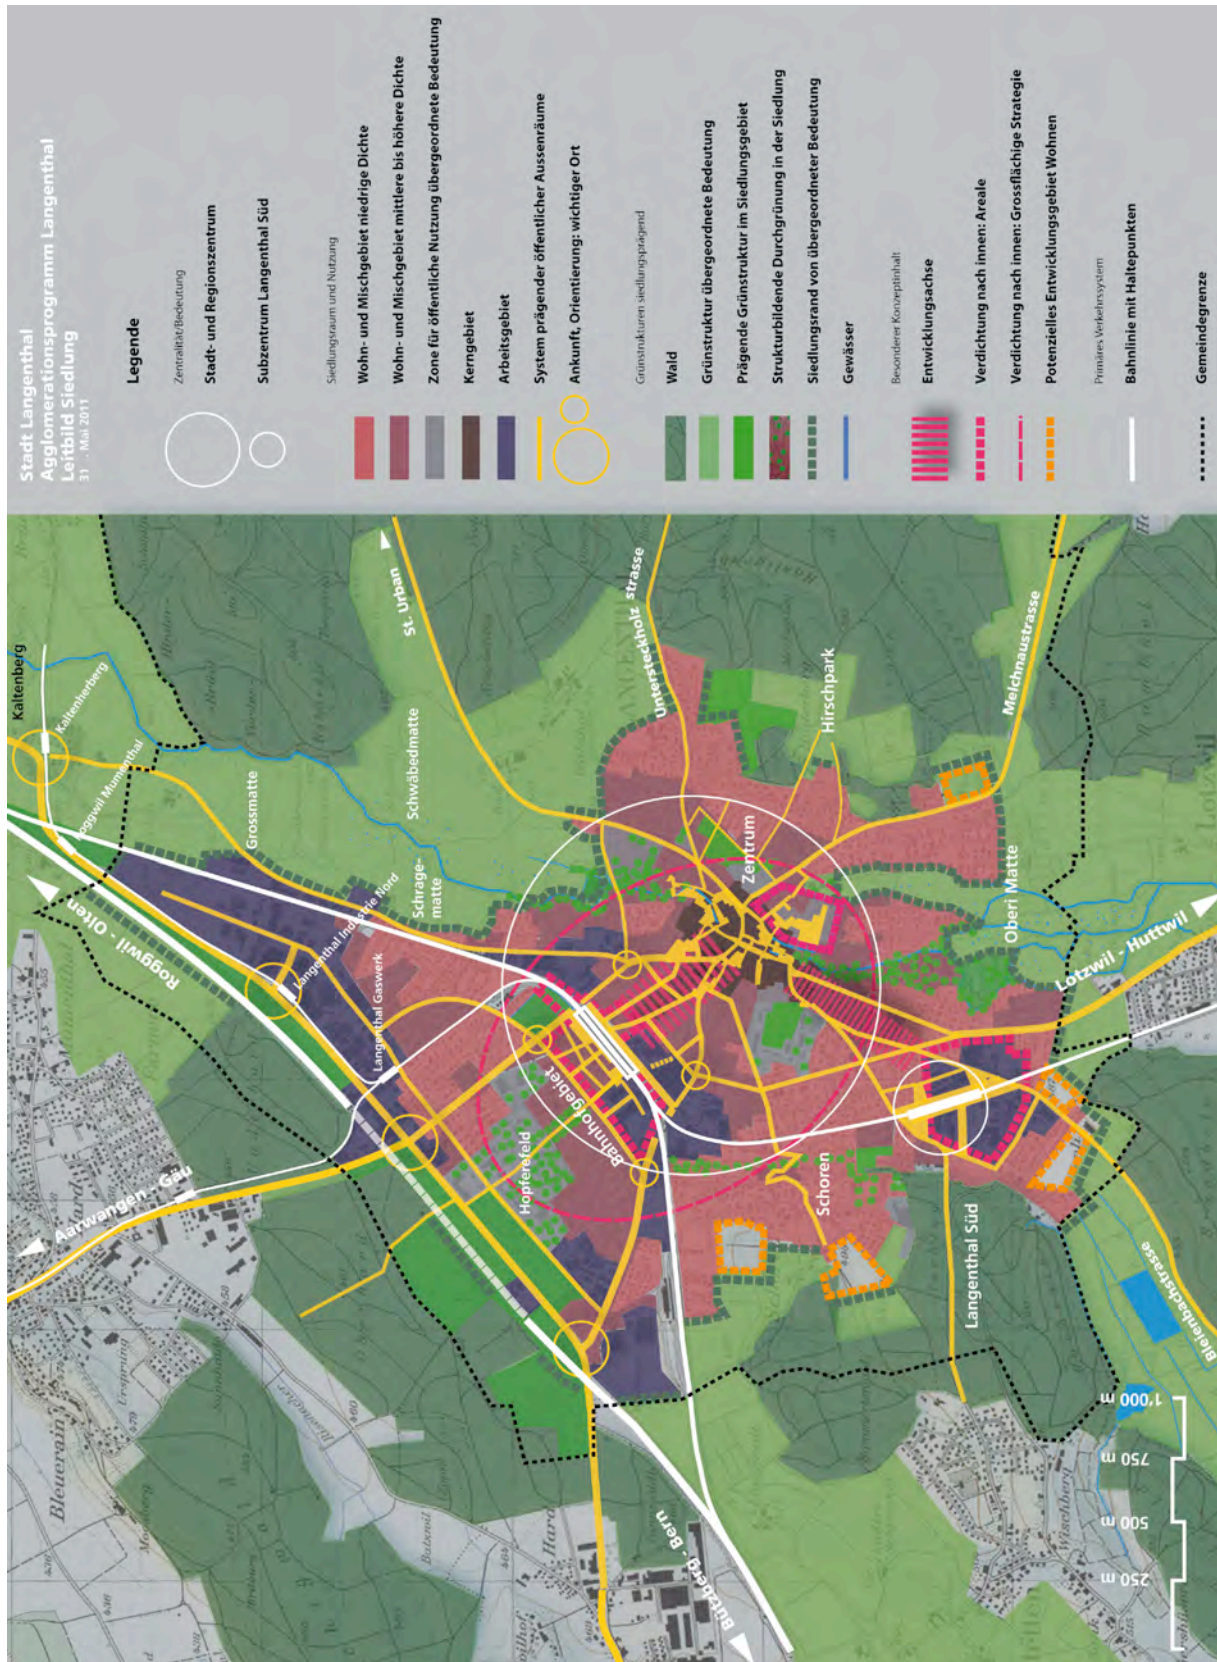 Stadt Langenthal
Agglomerationsprogramm Langenthal
Leitbild Siedlung
31 . Mai 2011
Legende
Zentralität/Bedeutung
Stadt- und Regionszentrum
Subzentrum Langenthal Süd
Siedlungsraum und Nutzung
Wohn- und Mischgebiet niedrige Dichte
Wohn- und Mischgebiet mittlere bis höhere Dichte
Zone für öffentliche Nutzung übergeordnete Bedeutung
Kerngebiet
Arbeitsgebiet
System prägender öffentlicher Aussenräume
Ankunft, Orientierung: wichtiger Ort
Grünstrukturen siedlungsprägend
Wald
Grünstruktur übergeordnete Bedeutung
Prägende Grünstruktur im Siedlungsgebiet
Strukturbildende Durchgrünung in der Siedlung
Siedlungsrand von übergeordneter Bedeutung
Gewässer
Besonderer Konzeptinhalt
Entwicklungsachse
Verdichtung nach innen: Areale
Verdichtung nach innen: Grossflächige Strategie
Potenzielles Entwicklungsgebiet Wohnen
Primäres Verkehrssystem
Bahnlinie mit Haltepunkten
Gemeindegrenze
Kaltenberg
Kaltenherberg
Roggwil Mumenthal
Roggwil - Olten
Grossmatte
Schwäbedmatte
Schrage-
matte
St. Urban
Untersteckholz strasse
Hirschpark
Melchnaustrasse
Langenthal Industrie Nord
Langenthal Gaswerk
Zentrum
Oberi Matte
Lotzwil - Huttwil
Bahnhofgebiet
Hopferefeld
Aarwangen - Gäu
Schoren
Langenthal Süd
Bleienbachstrasse
Bützberg - Bern
Bleuerain
Wischberg
250 m
500 m
750 m
1'000 m